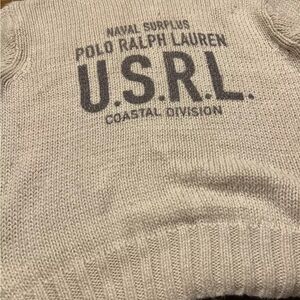 NAVAL SURPLUS
POLO RALPH LAUREN
U.S.R.L.
COASTAL DIVISION